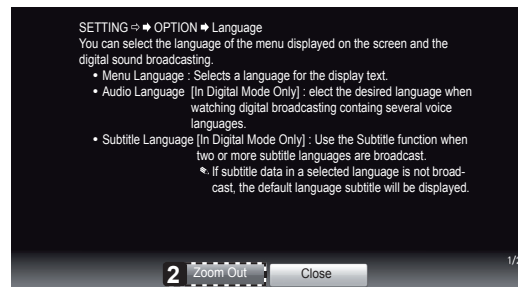 SETTING ⇨ ➡ OPTION ➡ Language
You can select the language of the menu displayed on the screen and the
digital sound broadcasting.
• Menu Language : Selects a language for the display text.
• Audio Language [In Digital Mode Only] : elect the desired language when
watching digital broadcasting containg several voice
languages.
• Subtitle Language [In Digital Mode Only] : Use the Subtitle function when
two or more subtitle languages are broadcast.
If subtitle data in a selected language is not broad-
cast, the default language subtitle will be displayed.
1/2
2 Zoom Out Close